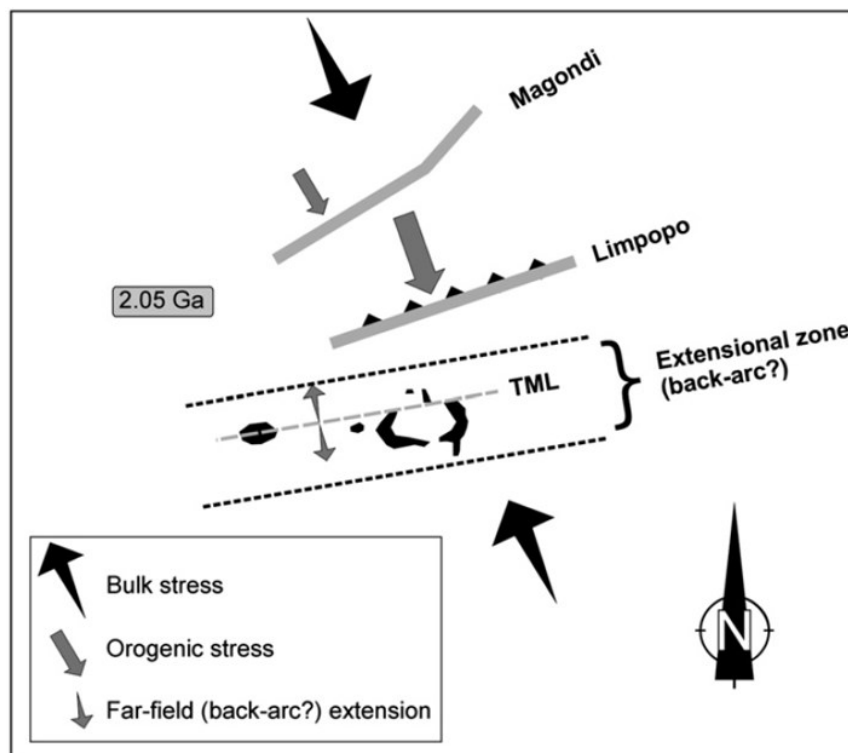 Magondi
Limpopo
2.05 Ga
Extensional zone
(back-arc?)
TML
Bulk stress
Orogenic stress
Far-field (back-arc?) extension
N